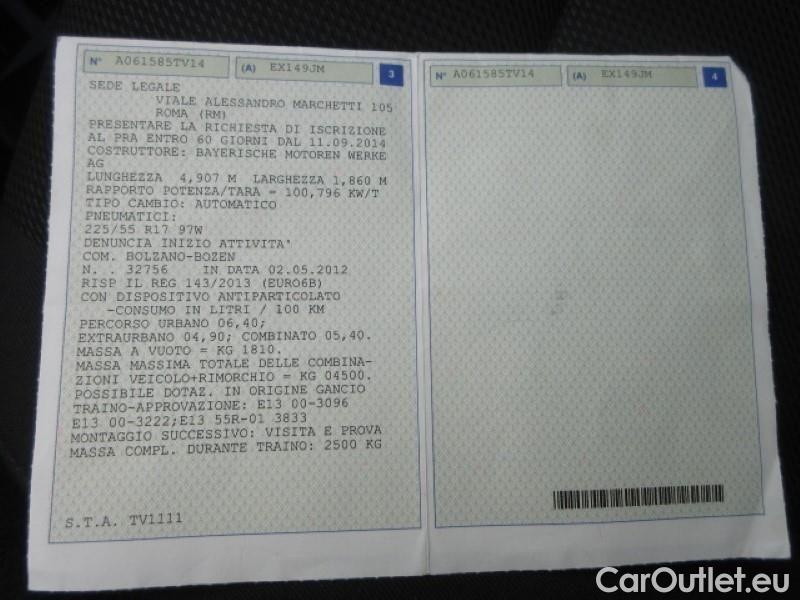 N° A061585TV14 (A) EX149JM 3
SEDE LEGALE
VIALE ALESSANDRO MARCHETTI 105
ROMA (RM)
PRESENTARE LA RICHIESTA DI ISCRIZIONE
AL PRA ENTRO 60 GIORNI DAL 11.09.2014
COSTRUTTORE: BAYERISCHE MOTOREN WERKE
AG
LUNGHEZZA 4,907 M LARGHEZZA 1,860 M
RAPPORTO POTENZA/TARA = 100,796 KW/T
TIPO CAMBIO: AUTOMATICO
PNEUMATICI:
225/55 R17 97W
DENUNCIA INIZIO ATTIVITA'
COM. BOLZANO-BOZEN
N. . 32756 IN DATA 02.05.2012
RISP IL REG 143/2013 (EURO6B)
CON DISPOSITIVO ANTIPARTICOLATO
-CONSUMO IN LITRI / 100 KM
PERCORSO URBANO 06,40;
EXTRAURBANO 04,90; COMBINATO 05,40.
MASSA A VUOTO = KG 1810.
MASSA MASSIMA TOTALE DELLE COMBINA-
ZIONI VEICOLO+RIMORCHIO = KG 04500.
POSSIBILE DOTAZ. IN ORIGINE GANCIO
TRAINO-APPROVAZIONE: E13 00-3096
E13 00-3222;E13 55R-01 3833
MONTAGGIO SUCCESSIVO: VISITA E PROVA
MASSA COMPL. DURANTE TRAINO: 2500 KG
S.T.A. TV1111
N° A061585TV14 (A) EX149JM 4
CarOutlet.eu